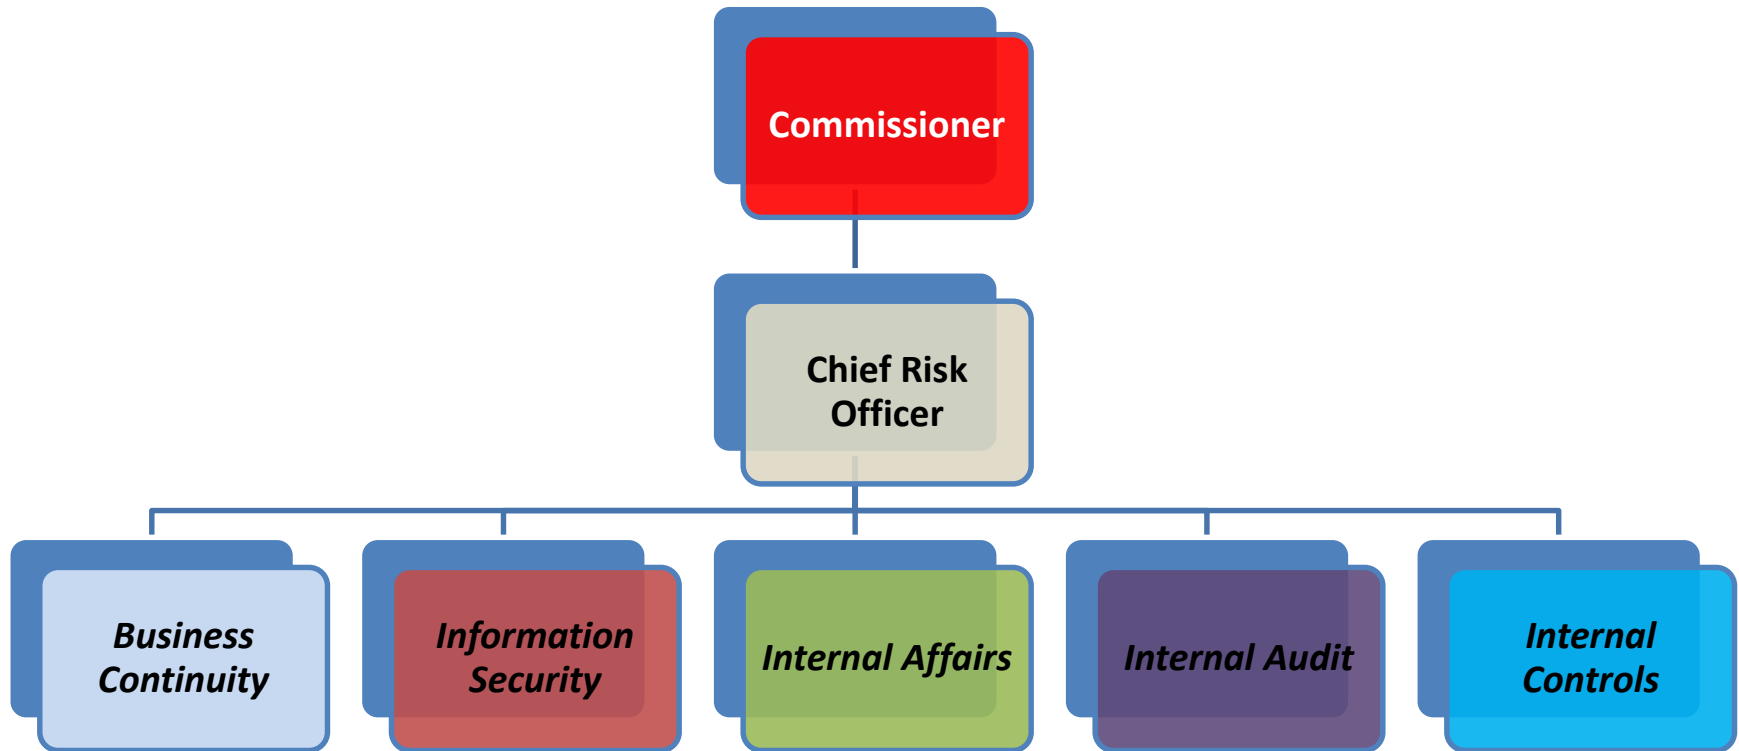 Commissioner
Chief Risk
Officer
Business
Continuity
Information
Security
Internal Affairs
Internal Audit
Internal
Controls